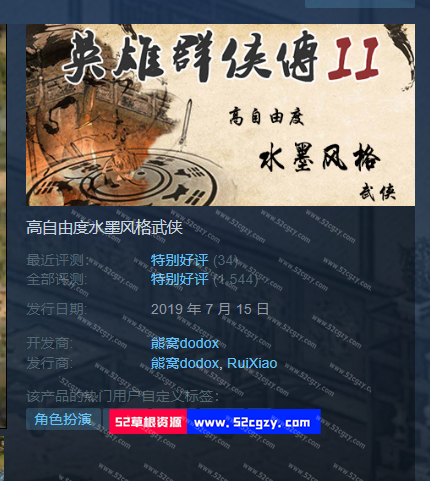 英雄群侠傳II
高自由度
水墨风格
武侠
高自由度水墨风格武侠
最近评测: 特别好评 (34)
全部评测: 特别好评 (1,544)
发行日期: 2019 年 7 月 15 日
开发商: 熊窝dodox
发行商: 熊窝dodox, RuiXiao
该产品的热门用户自定义标签:
角色扮演 52草根资源 www.52cgzy.com